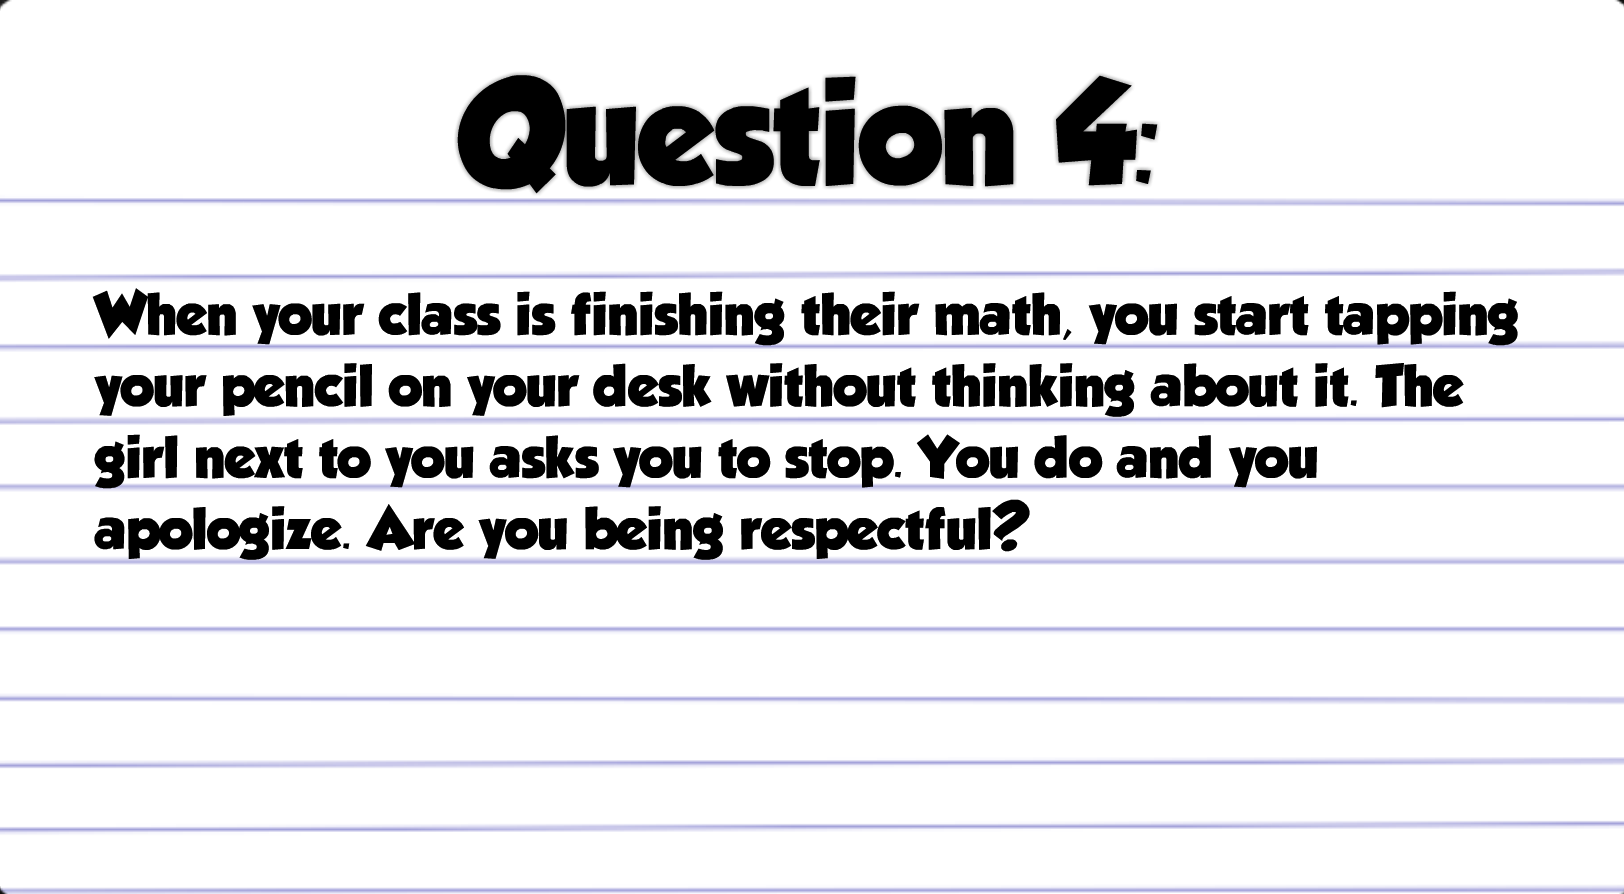 Question 4:
When your class is finishing their math, you start tapping
your pencil on your desk without thinking about it. The
girl next to you asks you to stop. You do and you
apologize. Are you being respectful?